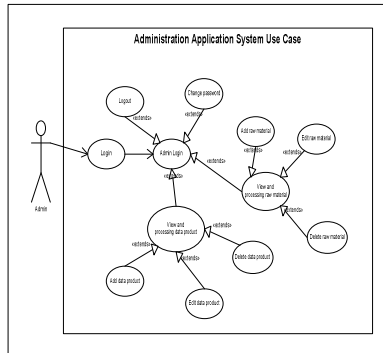 Administration Application System Use Case
Change password
Logout
«extends»
«extends»
Add raw material
Edit raw material
Login
Admin Login
«extends»
«extends»
«extends»
View and
processing raw material
«extends»
Admin
«extends»
View and
processing data product
«extends»
Delete raw material
«extends»
«extends»
Delete data product
Add data product
Edit data product